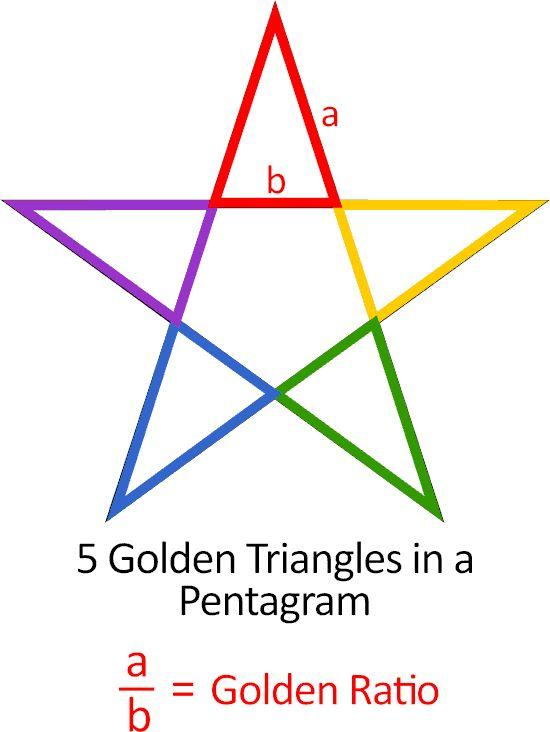 a
b
5 Golden Triangles in a
Pentagram
a
b
= Golden Ratio